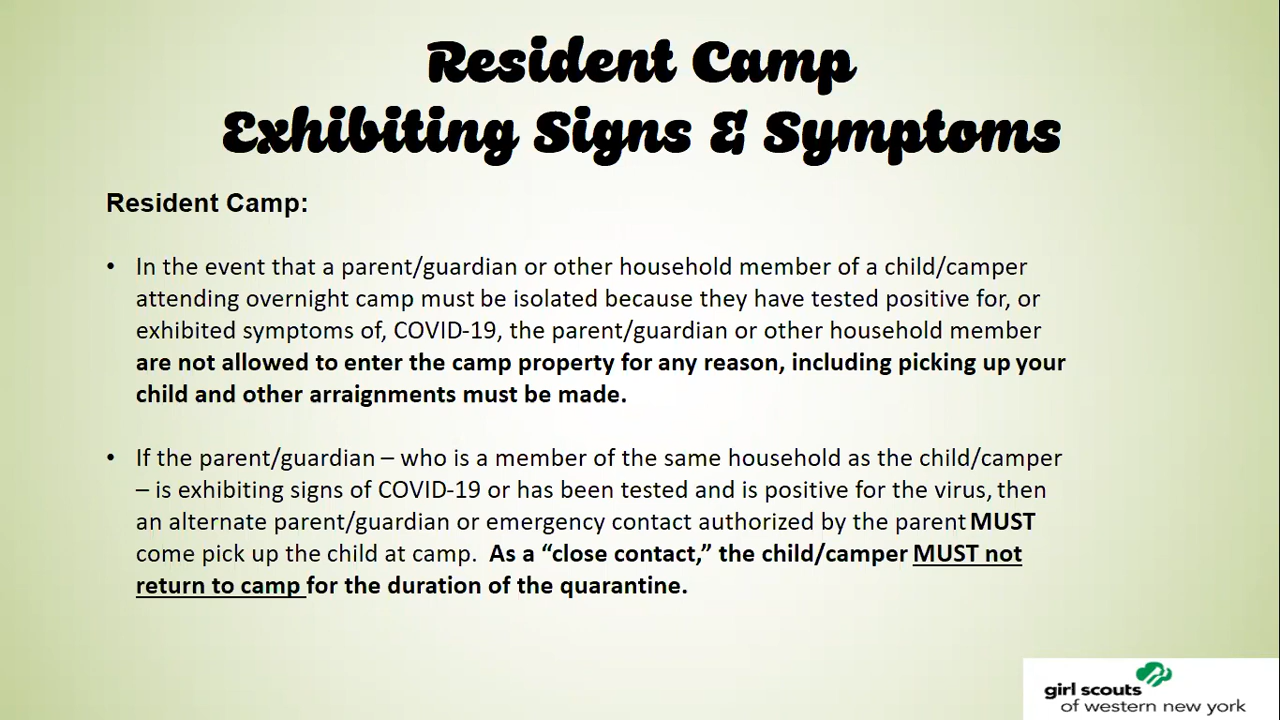 Resident Camp
Exhibiting Signs & Symptoms
Resident Camp:
• In the event that a parent/guardian or other household member of a child/camper
attending overnight camp must be isolated because they have tested positive for, or
exhibited symptoms of, COVID-19, the parent/guardian or other household member
are not allowed to enter the camp property for any reason, including picking up your
child and other arraignments must be made.
• If the parent/guardian – who is a member of the same household as the child/camper
– is exhibiting signs of COVID-19 or has been tested and is positive for the virus, then
an alternate parent/guardian or emergency contact authorized by the parent MUST
come pick up the child at camp. As a “close contact,” the child/camper MUST not
return to camp for the duration of the quarantine.
girl scouts
of western new york